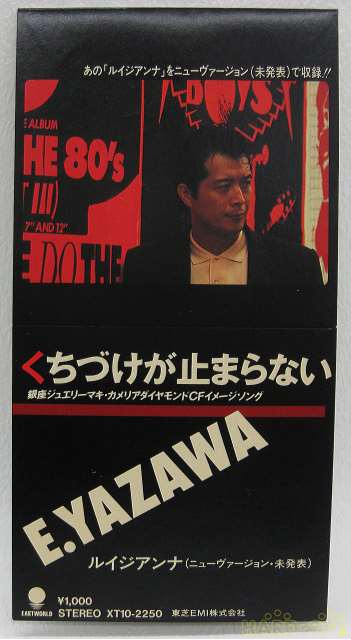 あの「ルイジアンナ」をニューヴァージョン(未発表)で収録!!
BOYS
E ALBUM
HE 80's
III)
7" AND 12"
E DO THE
くちづけが止まらない
銀座ジュエリーマキ・カメリアダイヤモンドCFイメージソング
E.YAZAWA
ルイジアンナ(ニューヴァージョン・未発表)
EASTWORLD
¥1,000
STEREO XT10-2250 東芝EMI株式会社